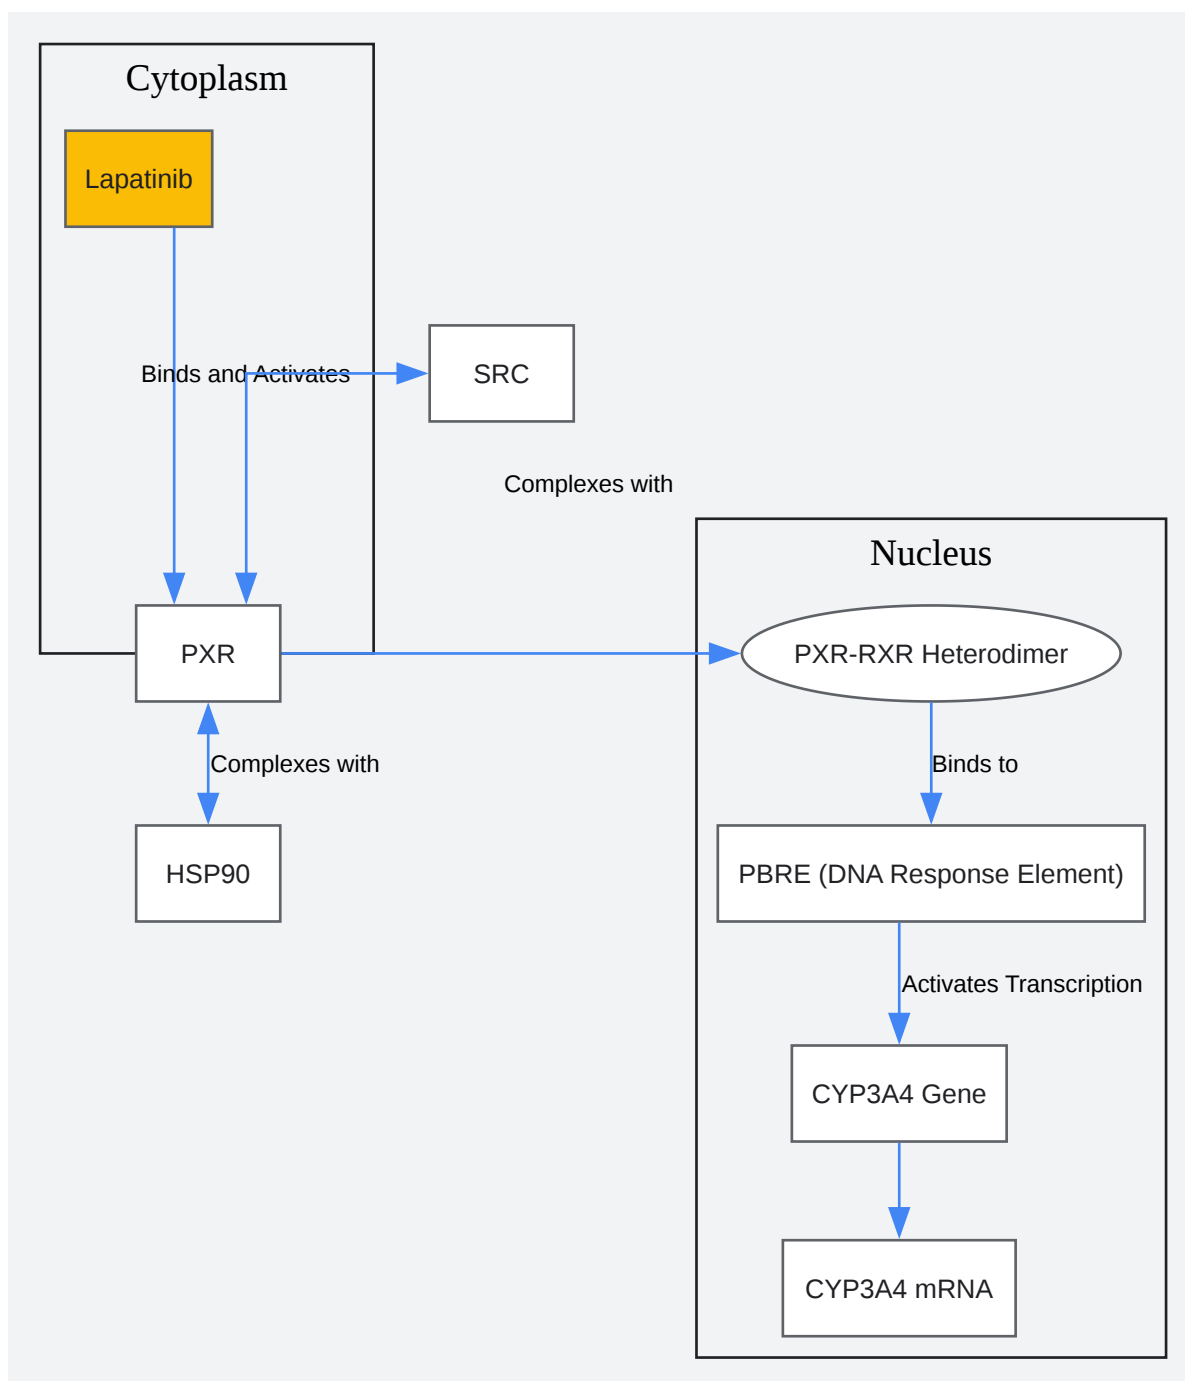 Cytoplasm
Lapatinib
Binds and Activates
SRC
Complexes with
Nucleus
PXR
PXR-RXR Heterodimer
Complexes with
Binds to
HSP90
PBRE (DNA Response Element)
Activates Transcription
CYP3A4 Gene
CYP3A4 mRNA